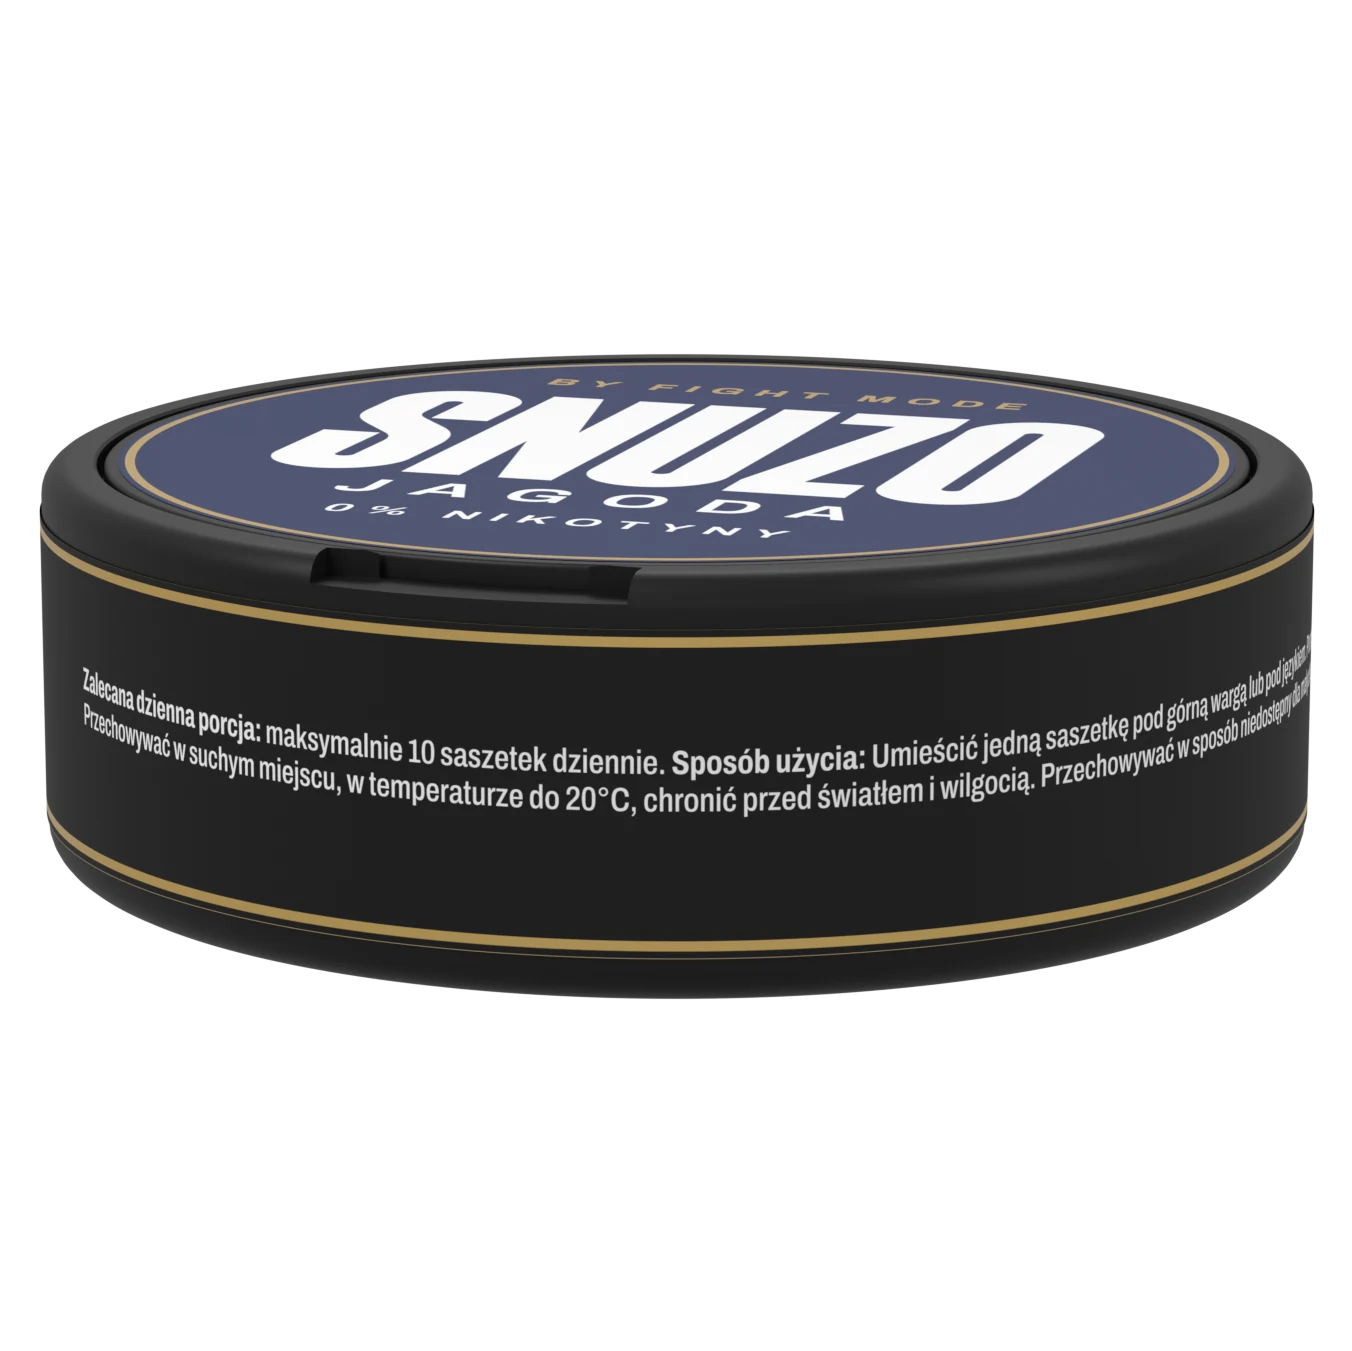 BY FIGHT MODE
SNUZO
JAGODA
0 % NIKOTYNY
Zalecana dzienna porcja: maksymalnie 10 saszetek dziennie. Sposób użycia: Umieścić jedną saszetkę pod górną wargą lub pod językiem.
Przechowywać w suchym miejscu, w temperaturze do 20°C, chronić przed światłem i wilgocią. Przechowywać w sposób niedostępny dla